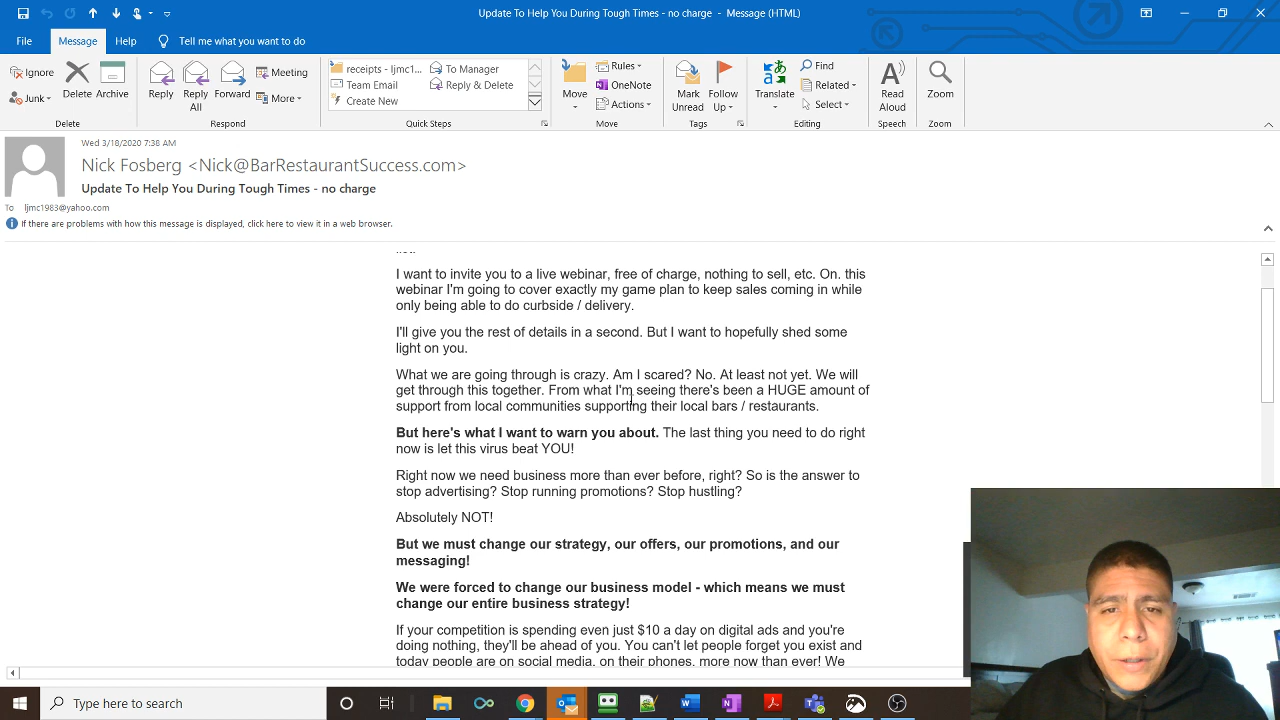 Update To Help You During Tough Times - no charge - Message (HTML)
File Message Help Tell me what you want to do
Ignore
Junk
Delete
Archive
Delete
Reply
Reply All
Forward
Meeting
More
Respond
receipts - ljmc1...
Team Email
Create New
To Manager
Reply & Delete
Quick Steps
Move
Rules
OneNote
Actions
Move
Mark Unread
Follow Up
Tags
Translate
Find
Related
Select
Editing
Read Aloud
Speech
Zoom
Zoom
Wed 3/18/2020 7:38 AM
Nick Fosberg <Nick@BarRestaurantSuccess.com>
Update To Help You During Tough Times - no charge
To ljmc1983@yahoo.com
If there are problems with how this message is displayed, click here to view it in a web browser.
I want to invite you to a live webinar, free of charge, nothing to sell, etc. On. this
webinar I'm going to cover exactly my game plan to keep sales coming in while
only being able to do curbside / delivery.
I'll give you the rest of details in a second. But I want to hopefully shed some
light on you.
What we are going through is crazy. Am I scared? No. At least not yet. We will
get through this together. From what I'm seeing there's been a HUGE amount of
support from local communities supporting their local bars / restaurants.
But here's what I want to warn you about. The last thing you need to do right
now is let this virus beat YOU!
Right now we need business more than ever before, right? So is the answer to
stop advertising? Stop running promotions? Stop hustling?
Absolutely NOT!
But we must change our strategy, our offers, our promotions, and our
messaging!
We were forced to change our business model - which means we must
change our entire business strategy!
If your competition is spending even just $10 a day on digital ads and you're
doing nothing, they'll be ahead of you. You can't let people forget you exist and
today people are on social media, on their phones, more now than ever! We
Type here to search